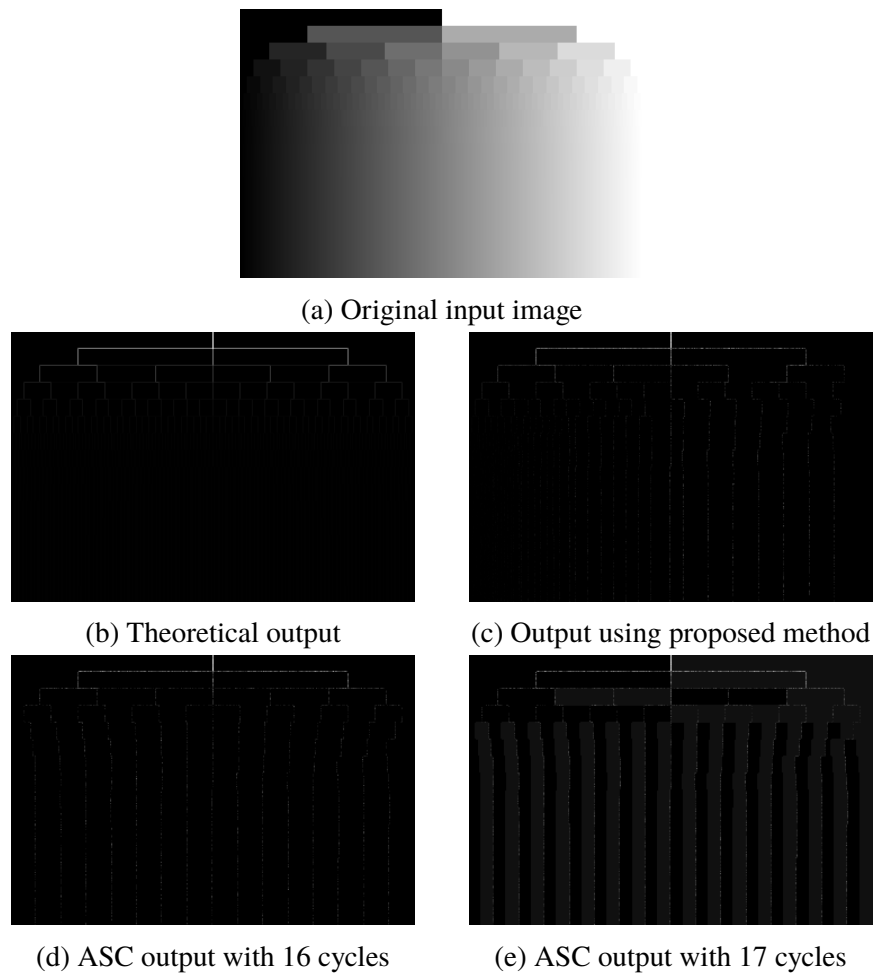 (a) Original input image
(b) Theoretical output
(c) Output using proposed method
(d) ASC output with 16 cycles
(e) ASC output with 17 cycles